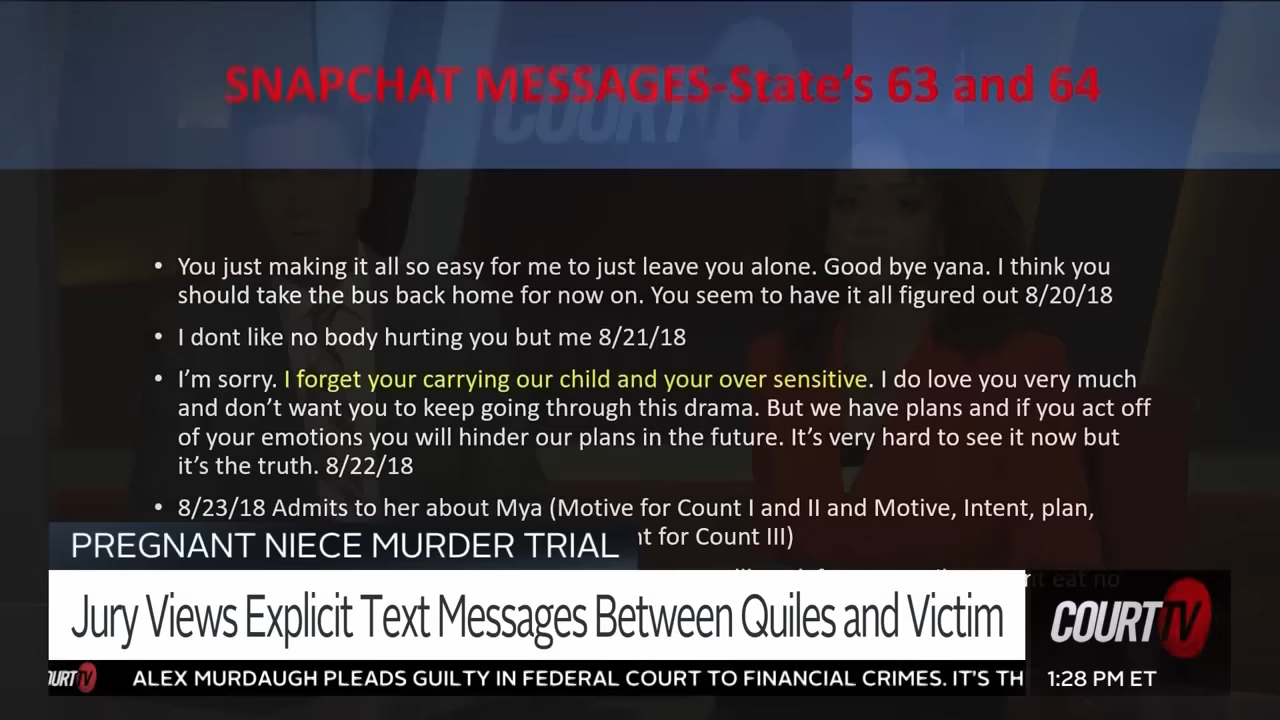 SNAPCHAT MESSAGES-State's 63 and 64
COURT
• You just making it all so easy for me to just leave you alone. Good bye yana. I think you
should take the bus back home for now on. You seem to have it all figured out 8/20/18
• I dont like no body hurting you but me 8/21/18
• I'm sorry. I forget your carrying our child and your over sensitive. I do love you very much
and don't want you to keep going through this drama. But we have plans and if you act off
of your emotions you will hinder our plans in the future. It's very hard to see it now but
it's the truth. 8/22/18
• 8/23/18 Admits to her about Mya (Motive for Count I and II and Motive, Intent, plan,
for Count III)
eat no
PREGNANT NIECE MURDER TRIAL
Jury Views Explicit Text Messages Between Quiles and Victim
COURT TV
ALEX MURDAUGH PLEADS GUILTY IN FEDERAL COURT TO FINANCIAL CRIMES. IT'S TH
1:28 PM ET